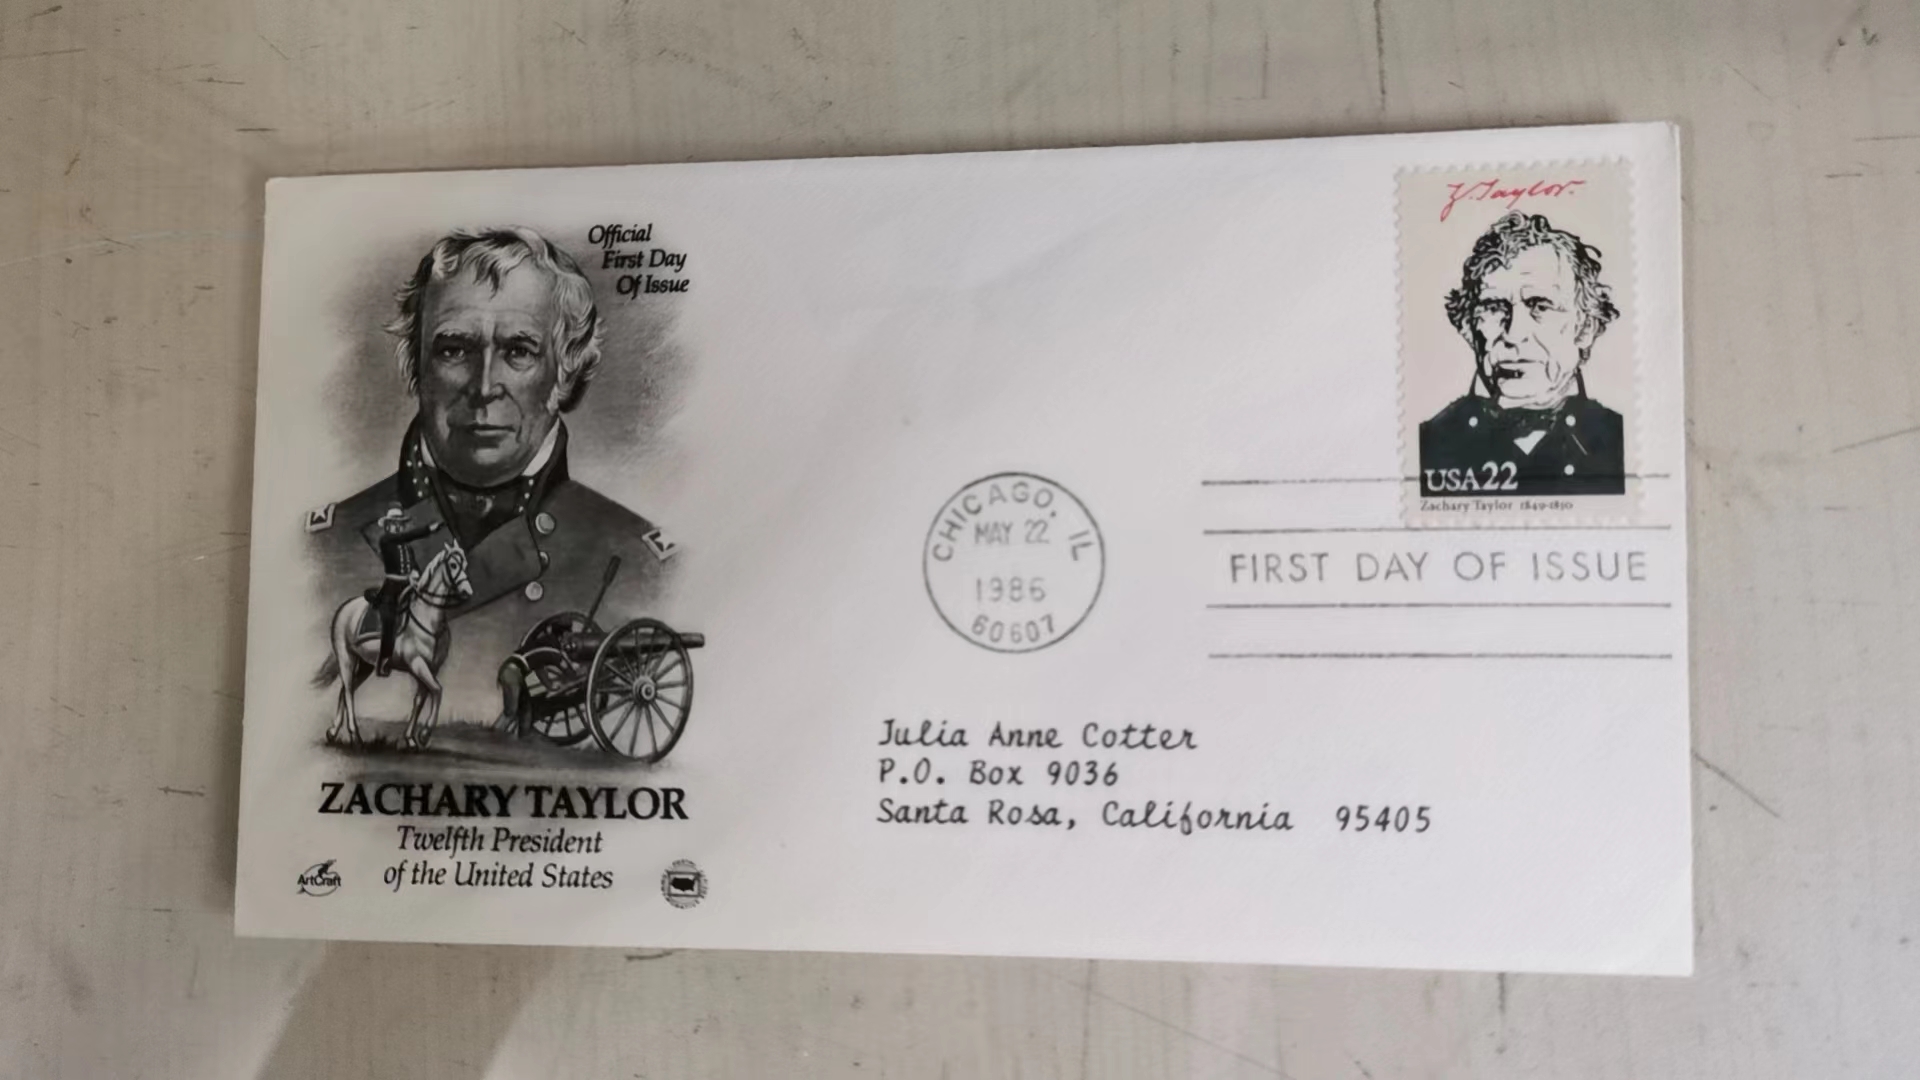 Official
First Day
Of Issue
ZACHARY TAYLOR
Twelfth President
of the United States
ArtCraft
Z. Taylor.
USA 22
Zachary Taylor 1849-1850
CHICAGO, IL
MAY 22
1986
60607
FIRST DAY OF ISSUE
Julia Anne Cotter
P.O. Box 9036
Santa Rosa, California 95405